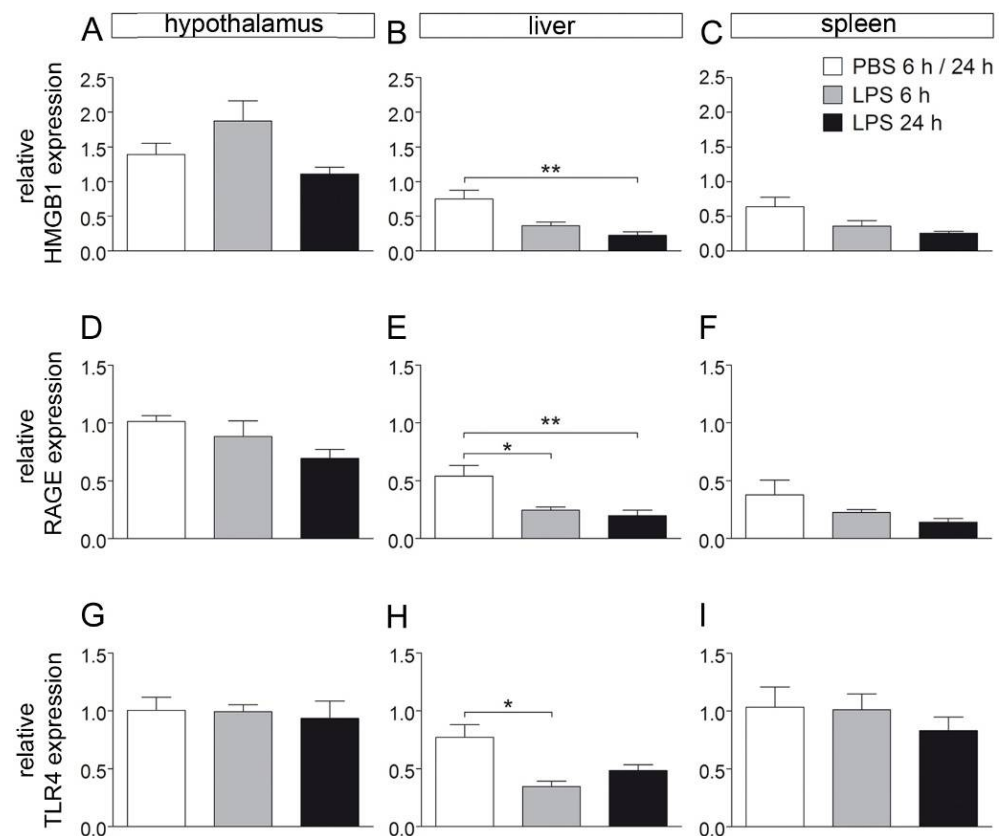 A hypothalamus B liver C spleen
PBS 6 h / 24 h
LPS 6 h
LPS 24 h
relative
HMGB1 expression
2.5 2.5 2.5
2.0 2.0 2.0
1.5 1.5 1.5
1.0 1.0 1.0
0.5 0.5 0.5
0.0 0.0 0.0
**
D E F
relative
RAGE expression
1.5 1.5 1.5
1.0 1.0 1.0
0.5 0.5 0.5
0.0 0.0 0.0
**
*
G H I
relative
TLR4 expression
1.5 1.5 1.5
1.0 1.0 1.0
0.5 0.5 0.5
0.0 0.0 0.0
*